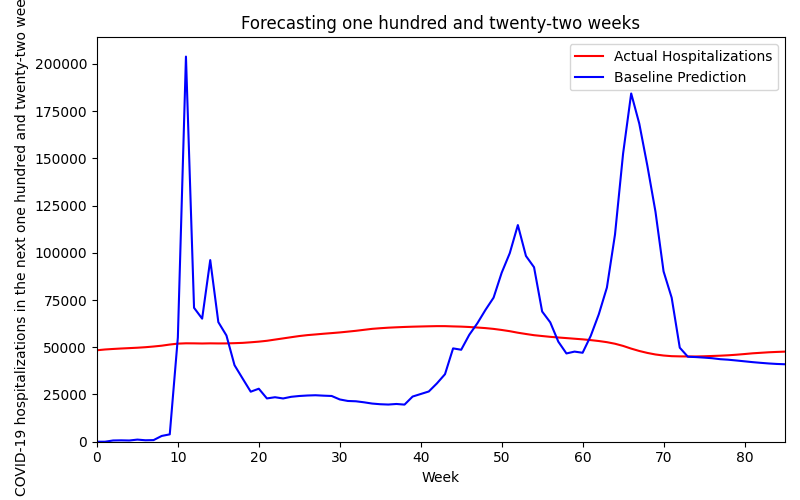 Forecasting one hundred and twenty-two weeks
Actual Hospitalizations
Baseline Prediction
200000
175000
150000
125000
100000
75000
50000
25000
0
COVID-19 hospitalizations in the next one hundred and twenty-two
0 10 20 30 40 50 60 70 80
Week